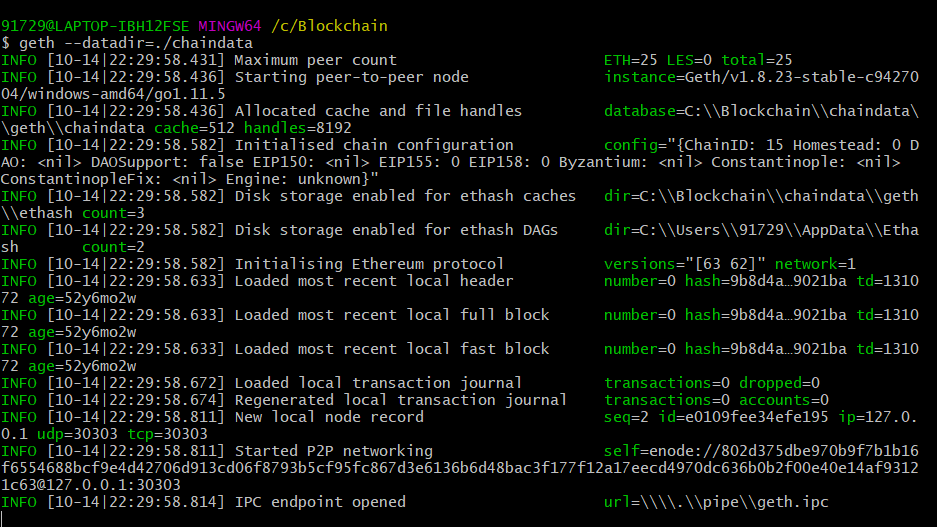 91729@LAPTOP-IBH12FSE MINGW64 /c/Blockchain
$ geth --datadir=./chaindata
INFO [10-14|22:29:58.431] Maximum peer count                       ETH=25 LES=0 total=25
INFO [10-14|22:29:58.436] Starting peer-to-peer node               instance=Geth/v1.8.23-stable-c94270
04/windows-amd64/go1.11.5
INFO [10-14|22:29:58.436] Allocated cache and file handles         database=C:\\Blockchain\\chaindata\
\geth\\chaindata cache=512 handles=8192
INFO [10-14|22:29:58.582] Initialised chain configuration          config="{ChainID: 15 Homestead: 0 D
AO: <nil> DAOSupport: false EIP150: <nil> EIP155: 0 EIP158: 0 Byzantium: <nil> Constantinople: <nil>
ConstantinopleFix: <nil> Engine: unknown}"
INFO [10-14|22:29:58.582] Disk storage enabled for ethash caches   dir=C:\\Blockchain\\chaindata\\geth
\\ethash count=3
INFO [10-14|22:29:58.582] Disk storage enabled for ethash DAGs     dir=C:\\Users\\91729\\AppData\\Etha
sh       count=2
INFO [10-14|22:29:58.582] Initialising Ethereum protocol           versions="[63 62]" network=1
INFO [10-14|22:29:58.633] Loaded most recent local header          number=0 hash=9b8d4a…9021ba td=1310
72 age=52y6mo2w
INFO [10-14|22:29:58.633] Loaded most recent local full block      number=0 hash=9b8d4a…9021ba td=1310
72 age=52y6mo2w
INFO [10-14|22:29:58.633] Loaded most recent local fast block      number=0 hash=9b8d4a…9021ba td=1310
72 age=52y6mo2w
INFO [10-14|22:29:58.672] Loaded local transaction journal         transactions=0 dropped=0
INFO [10-14|22:29:58.674] Regenerated local transaction journal    transactions=0 accounts=0
INFO [10-14|22:29:58.811] New local node record                    seq=2 id=e0109fee34efe195 ip=127.0.
0.1 udp=30303 tcp=30303
INFO [10-14|22:29:58.811] Started P2P networking                   self=enode://802d375dbe970b9f7b1b16
f6554688bcf9e4d42706d913cd06f8793b5cf95fc867d3e6136b6d48bac3f177f12a17eecd4970dc636b0b2f00e40e14af9312
1c63@127.0.0.1:30303
INFO [10-14|22:29:58.814] IPC endpoint opened                      url=\\\\.\\pipe\\geth.ipc